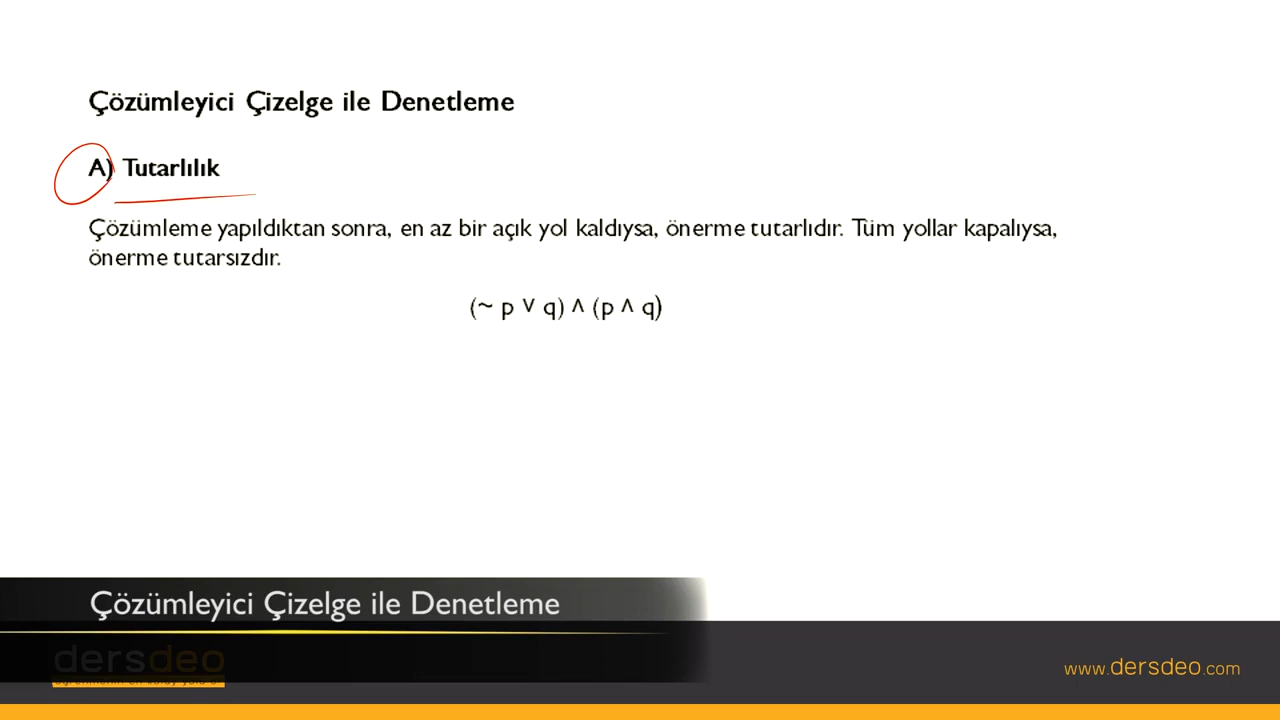 Çözümleyici Çizelge ile Denetleme
A) Tutarlılık
Çözümleme yapıldıktan sonra, en az bir açık yol kaldıysa, önerme tutarlıdır. Tüm yollar kapalıysa,
önerme tutarsızdır.
(~ p ∨ q) ∧ (p ∧ q)
Çözümleyici Çizelge ile Denetleme
dersdeo
www.dersdeo.com